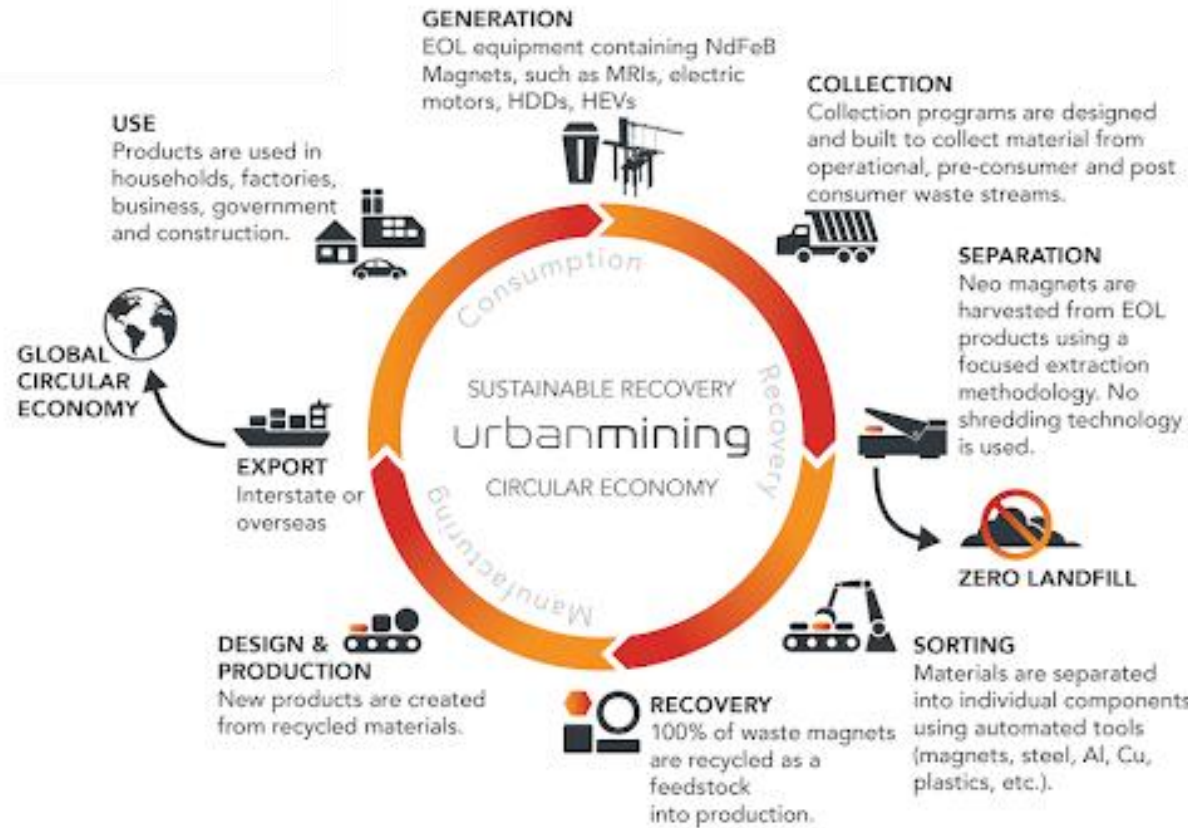 GENERATION
EOL equipment containing NdFeB
Magnets, such as MRIs, electric
motors, HDDs, HEVs
COLLECTION
Collection programs are designed
and built to collect material from
operational, pre-consumer and post
consumer waste streams.
USE
Products are used in
households, factories,
business, government
and construction.
SEPARATION
Neo magnets are
harvested from EOL
products using a
focused extraction
methodology. No
shredding technology
is used.
Consumption
Recovery
Manufacturing
SUSTAINABLE RECOVERY
urbanmining
CIRCULAR ECONOMY
GLOBAL
CIRCULAR
ECONOMY
EXPORT
Interstate or
overseas
ZERO LANDFILL
DESIGN &
PRODUCTION
New products are created
from recycled materials.
RECOVERY
100% of waste magnets
are recycled as a
feedstock
into production.
SORTING
Materials are separated
into individual components
using automated tools
(magnets, steel, Al, Cu,
plastics, etc.).